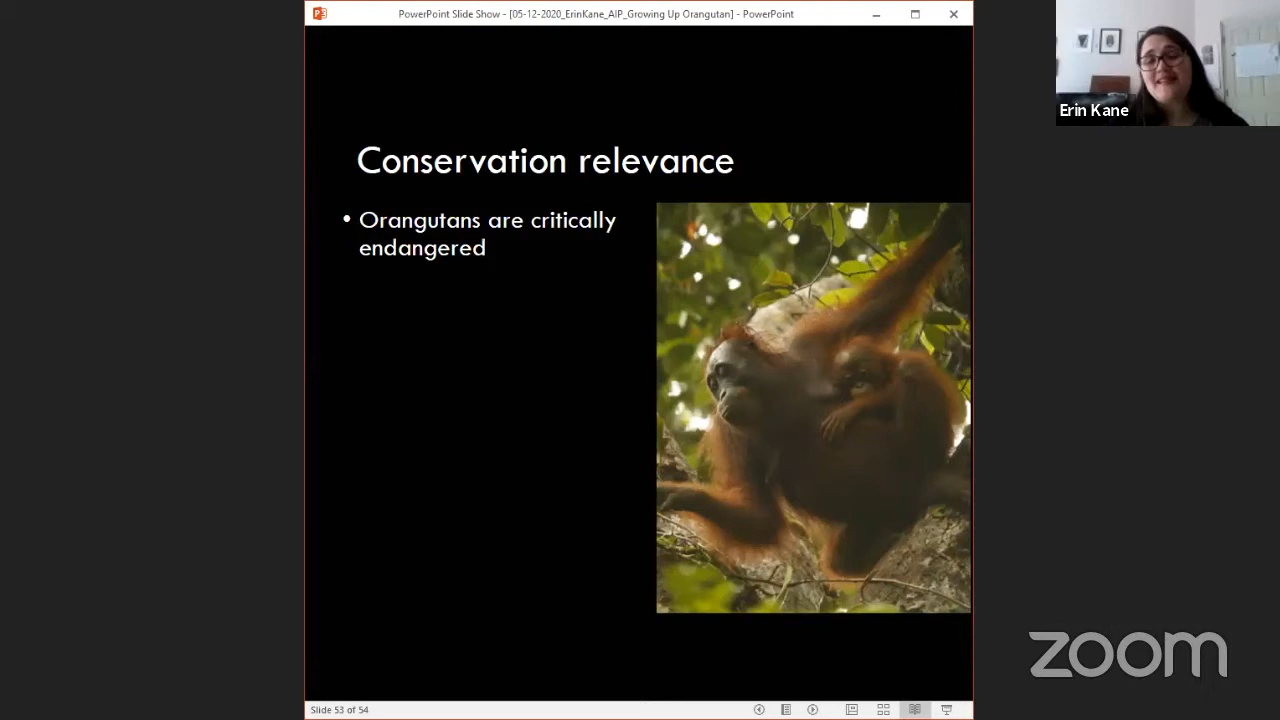 PowerPoint Slide Show - [05-12-2020_ErinKane_AIP_Growing Up Orangutan] - PowerPoint
Erin Kane
Conservation relevance
• Orangutans are critically
endangered
zoom
Slide 53 of 54